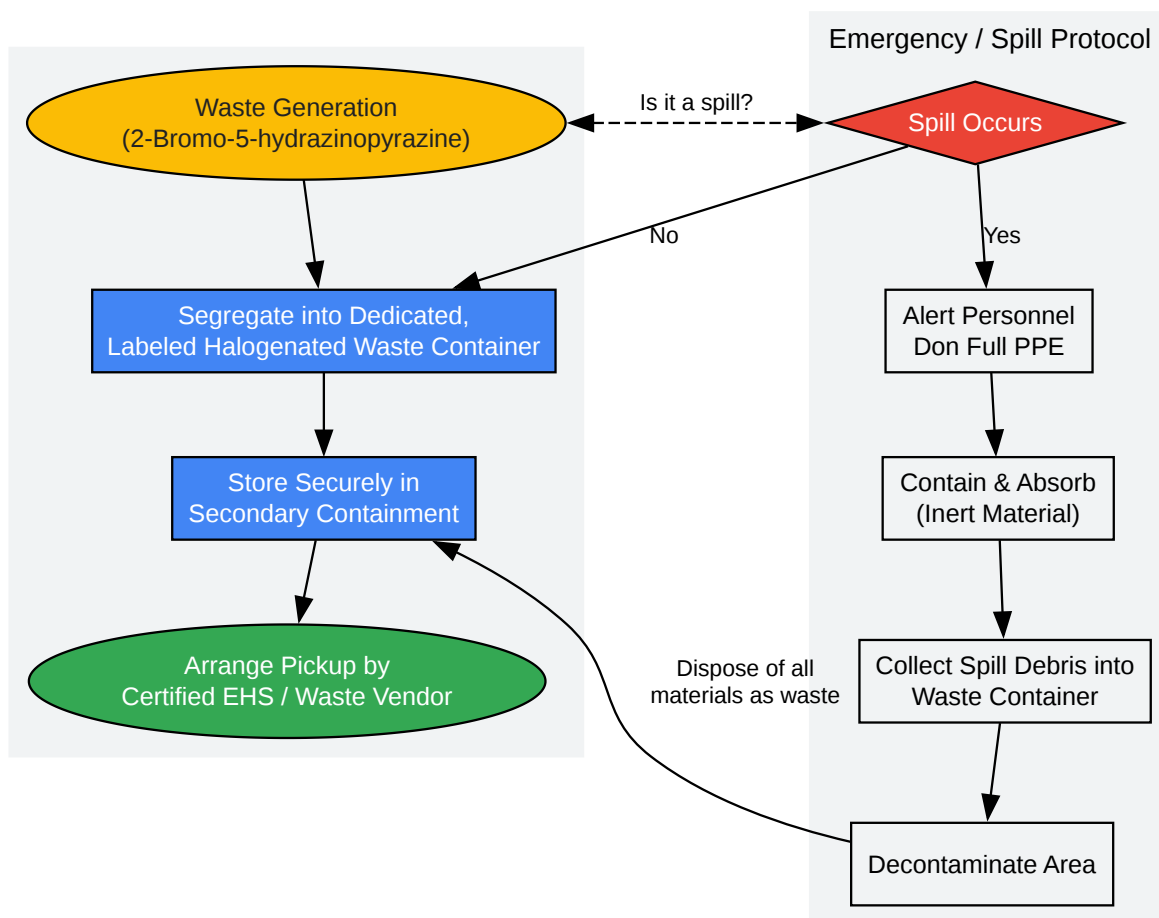 Emergency / Spill Protocol
Waste Generation
(2-Bromo-5-hydrazinopyrazine)
Is it a spill?
Spill Occurs
No
Yes
Segregate into Dedicated,
Labeled Halogenated Waste Container
Alert Personnel
Don Full PPE
Store Securely in
Secondary Containment
Contain & Absorb
(Inert Material)
Arrange Pickup by
Certified EHS / Waste Vendor
Dispose of all
materials as waste
Collect Spill Debris into
Waste Container
Decontaminate Area